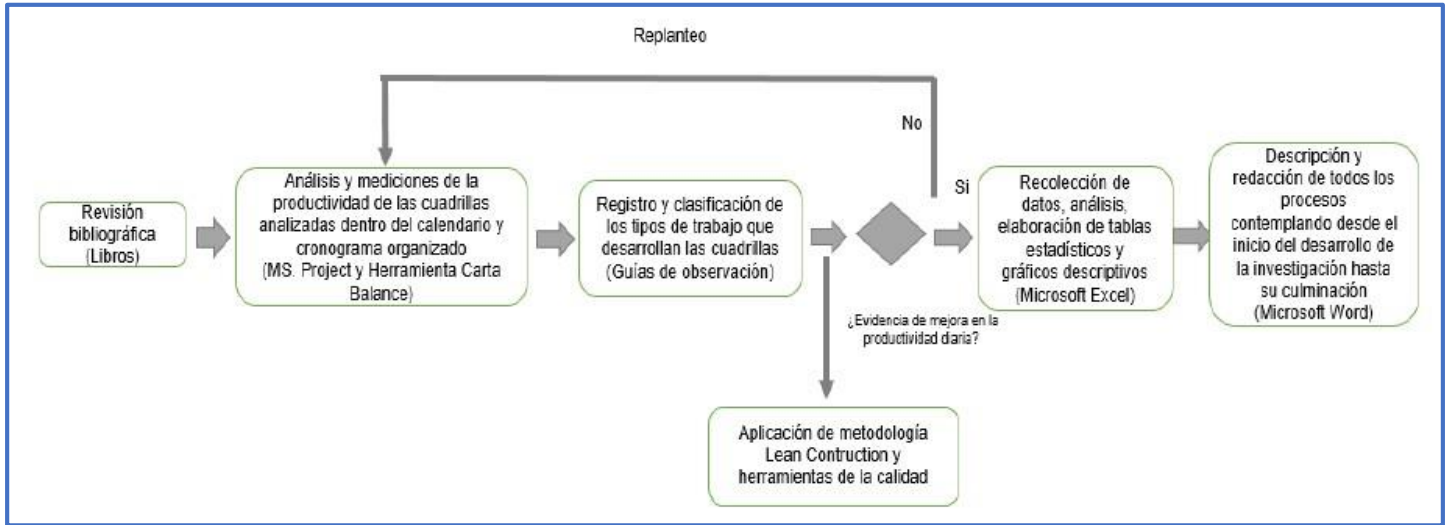 Replanteo
No
Revisión
bibliográfica
(Libros)
Análisis y mediciones de la
productividad de las cuadrillas
analizadas dentro del calendario y
cronograma organizado
(MS. Project y Herramienta Carta
Balance)
Registro y clasificación de
los tipos de trabajo que
desarrollan las cuadrillas
(Guías de observación)
¿Evidencia de mejora en la
productividad diaria?
Aplicación de metodología
Lean Contruction y
herramientas de la calidad
Si
Recolección de
datos, análisis,
elaboración de tablas
estadísticos y
gráficos descriptivos
(Microsoft Excel)
Descripción y
redacción de todos los
procesos
contemplando desde el
inicio del desarrollo de
la investigación hasta
su culminación
(Microsoft Word)